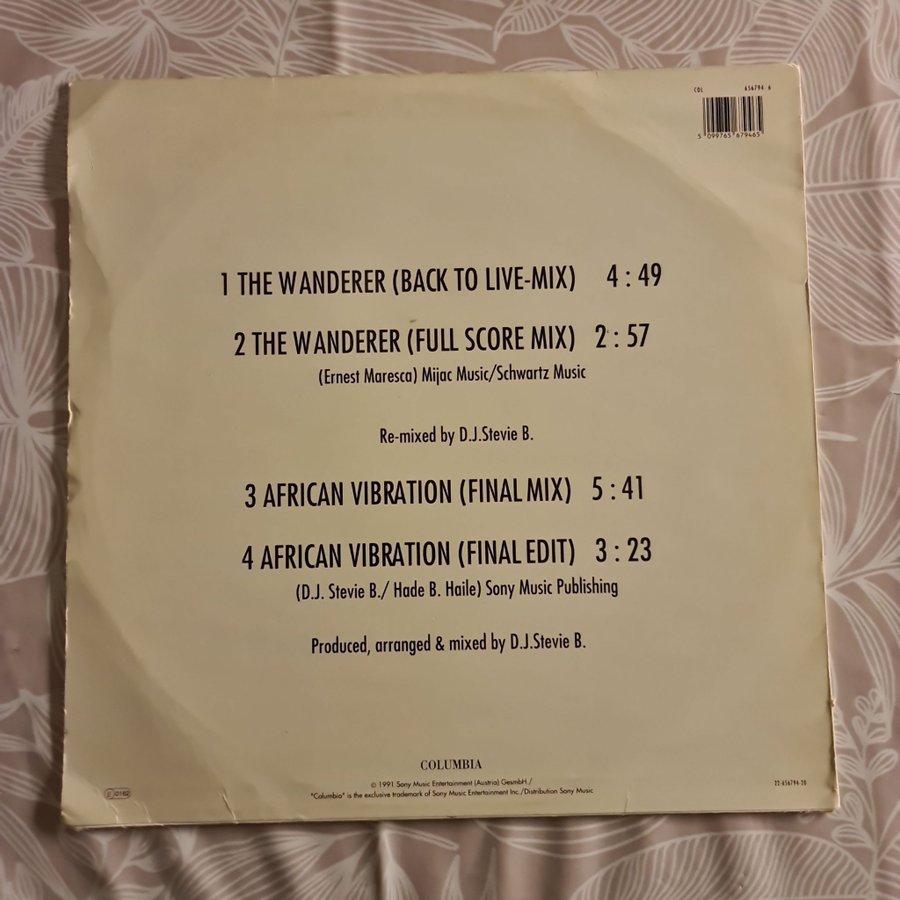 COL 656794 6
5 099765 679465
1 THE WANDERER (BACK TO LIVE-MIX) 4 : 49
2 THE WANDERER (FULL SCORE MIX) 2 : 57
(Ernest Maresca) Mijac Music/Schwartz Music
Re-mixed by D.J.Stevie B.
3 AFRICAN VIBRATION (FINAL MIX) 5 : 41
4 AFRICAN VIBRATION (FINAL EDIT) 3 : 23
(D.J. Stevie B./ Hade B. Haile) Sony Music Publishing
Produced, arranged & mixed by D.J.Stevie B.
COLUMBIA
© 1991 Sony Music Entertainment (Austria) GesmbH./
"Columbia" is the exclusive trademark of Sony Music Entertainment Inc./Distribution Sony Music
22-656794-20